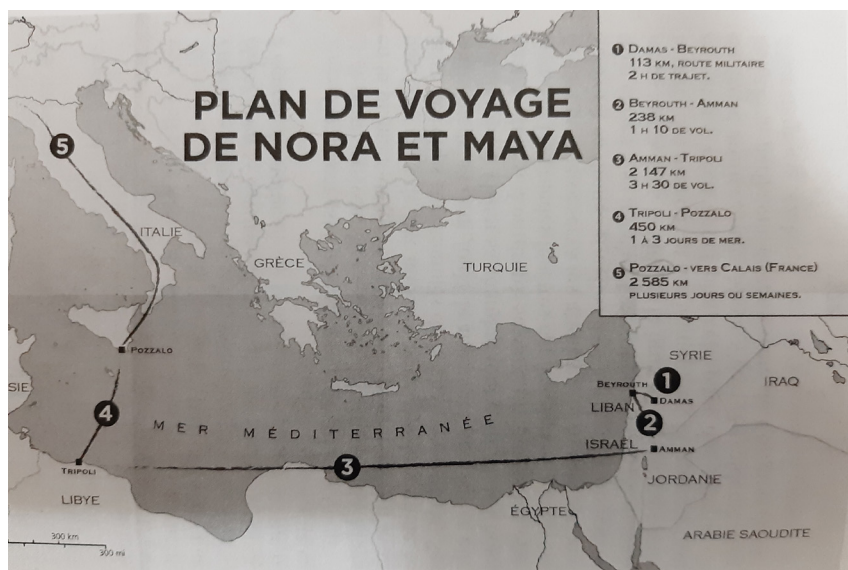 PLAN DE VOYAGE
DE NORA ET MAYA
1 DAMAS - BEYROUTH
113 KM, ROUTE MILITAIRE
2 H DE TRAJET.
2 BEYROUTH - AMMAN
238 KM
1 H 10 DE VOL.
3 AMMAN - TRIPOLI
2 147 KM
3 H 30 DE VOL.
4 TRIPOLI - POZZALO
450 KM
1 À 3 JOURS DE MER.
5 POZZALO - VERS CALAIS (FRANCE)
2 585 KM
PLUSIEURS JOURS OU SEMAINES.
5
ITALIE
GRÈCE
TURQUIE
POZZALO
SYRIE
SIE
BEYROUTH
1
IRAQ
DAMAS
LIBAN
4
2
MER MÉDITERRANÉE
ISRAËL
AMMAN
TRIPOLI
3
JORDANIE
LIBYE
ÉGYPTE
ARABIE SAOUDITE
300 km
300 mi